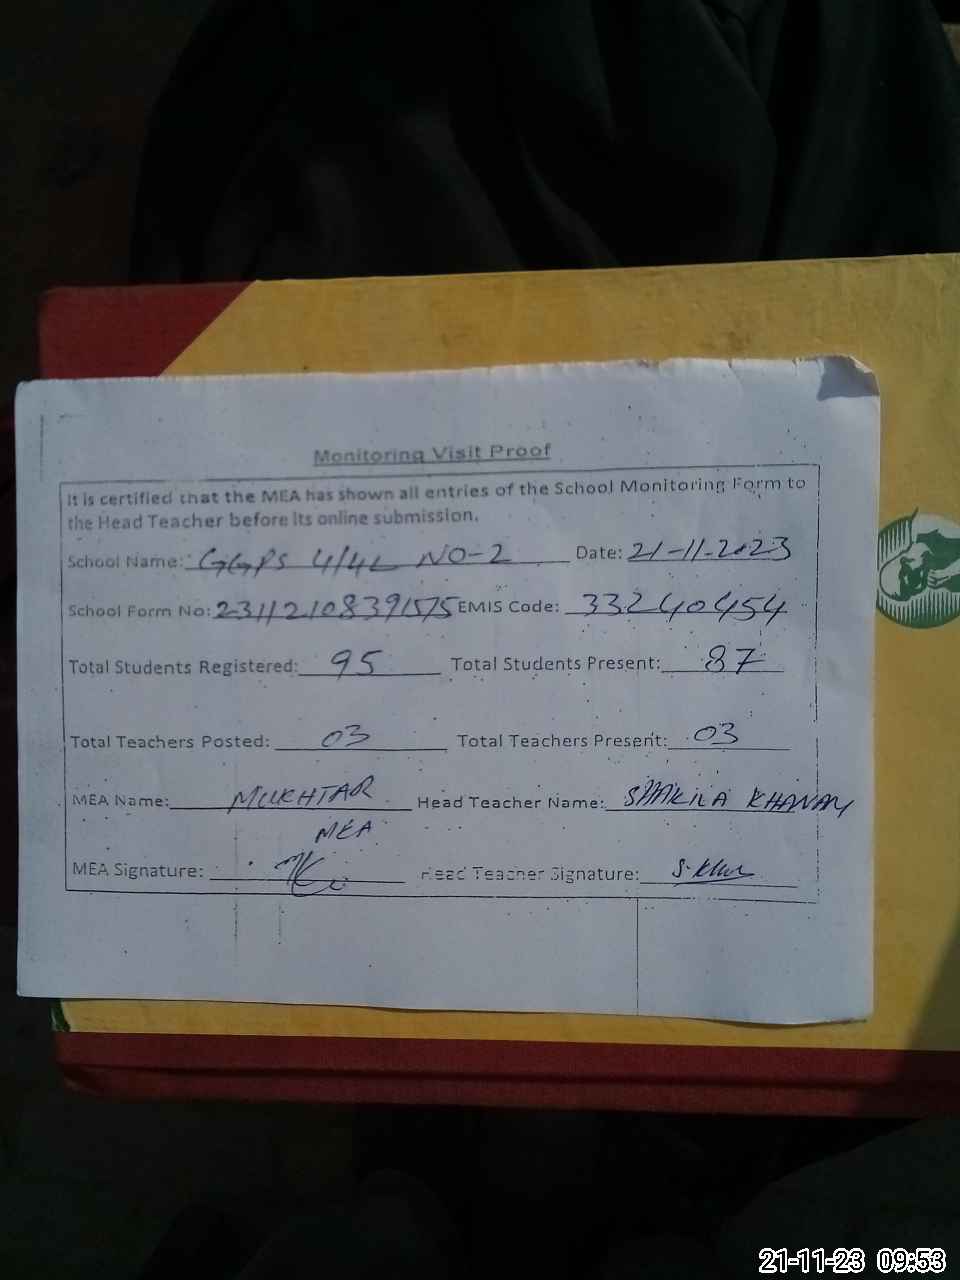 Monitoring Visit Proof
It is certified that the MEA has shown all entries of the School Monitoring Form to
the Head Teacher before its online submission.
School Name: GGPS 4/4L NO-2 Date: 21-11-2023
School Form No: 23112108391575 EMIS Code: 33240454
Total Students Registered: 95 Total Students Present: 87
Total Teachers Posted: 03 Total Teachers Present: 03
MEA Name: MUKHTAR Head Teacher Name: SHAKILA KHANAM
MEA
MEA Signature: Head Teacher Signature: S.Khan
21-11-23 09:53